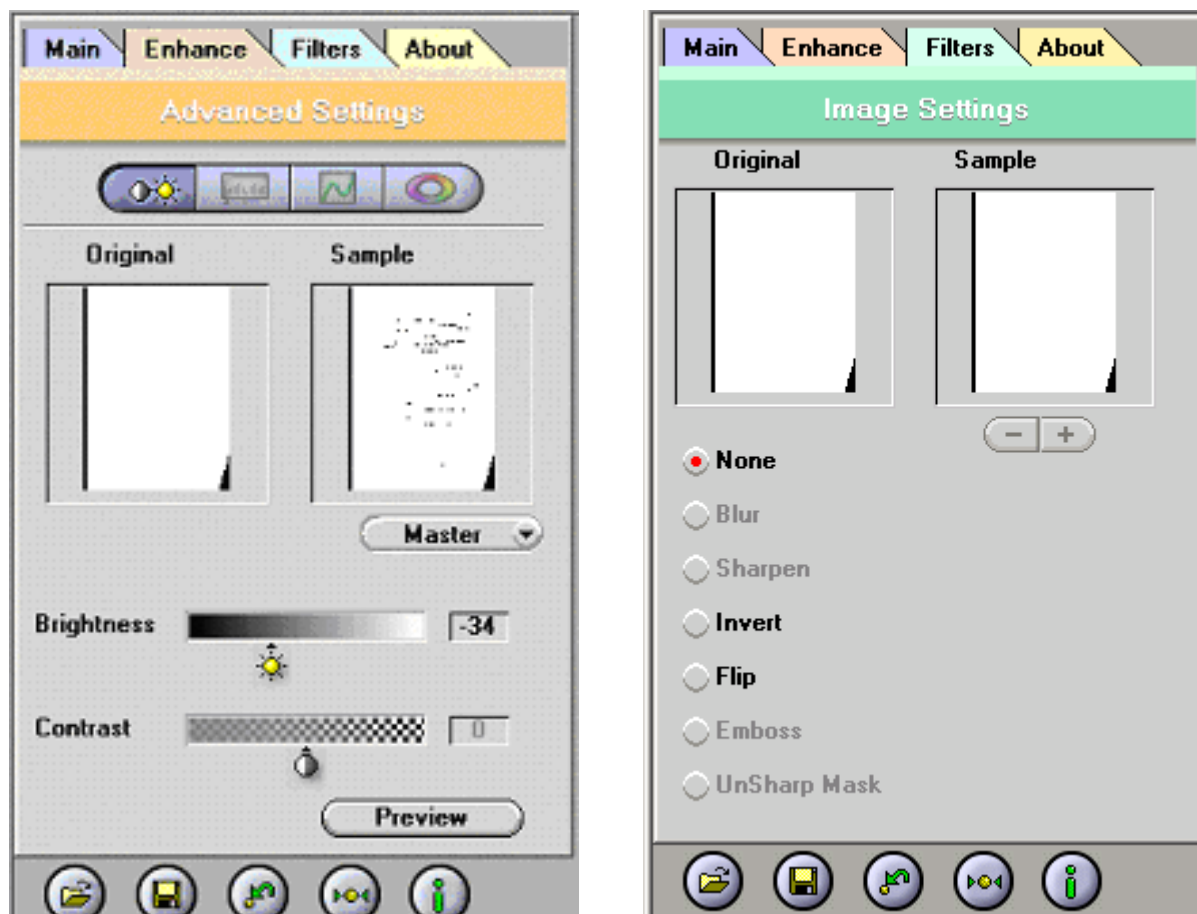 Main Enhance Filters About
Advanced Settings
Original Sample
Master
Brightness -34
Contrast 0
Preview
Main Enhance Filters About
Image Settings
Original Sample
- +
None
Blur
Sharpen
Invert
Flip
Emboss
UnSharp Mask